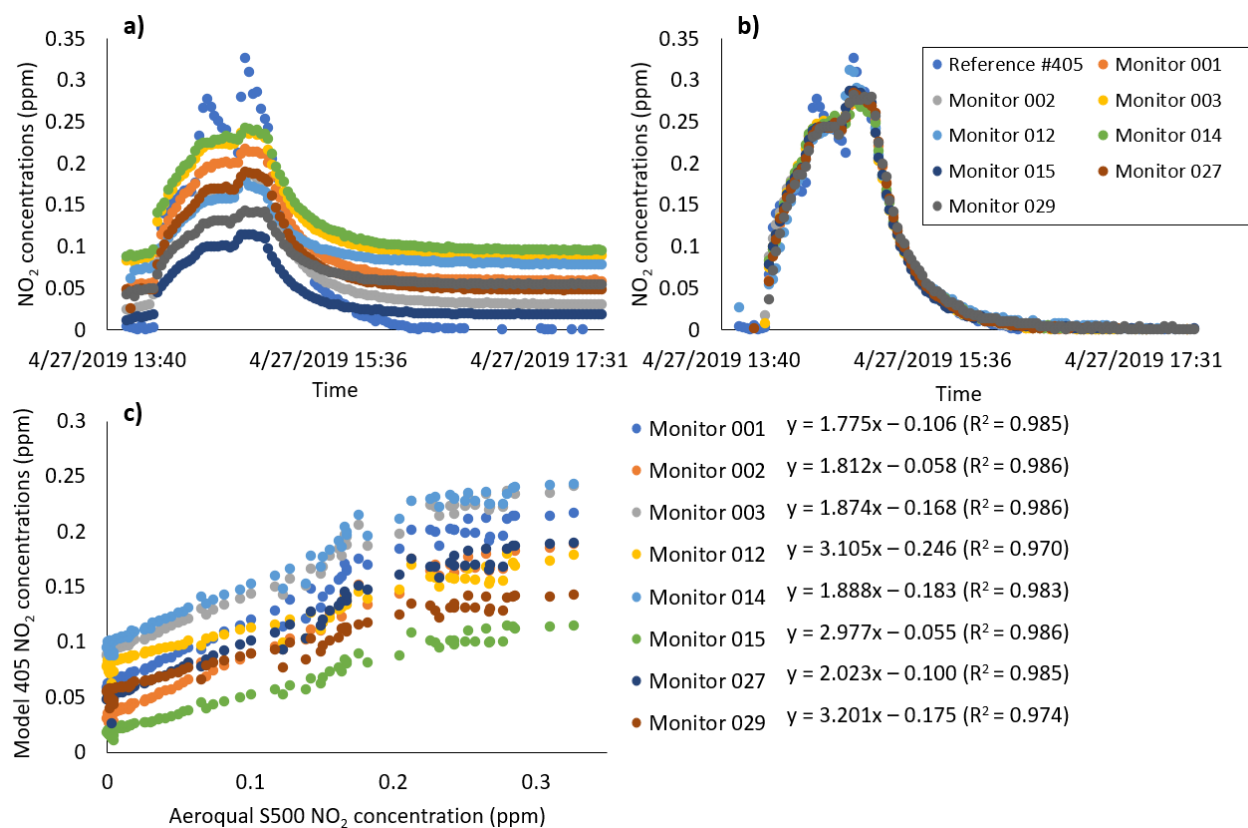 a)
NO₂ concentrations (ppm)
0.35
0.3
0.25
0.2
0.15
0.1
0.05
0
4/27/2019 13:40
4/27/2019 15:36
4/27/2019 17:31
Time
b)
NO₂ concentrations (ppm)
0.35
0.3
0.25
0.2
0.15
0.1
0.05
0
4/27/2019 13:40
4/27/2019 15:36
4/27/2019 17:31
Time
Reference #405
Monitor 001
Monitor 002
Monitor 003
Monitor 012
Monitor 014
Monitor 015
Monitor 027
Monitor 029
c)
Model 405 NO₂ concentrations (ppm)
0.3
0.25
0.2
0.15
0.1
0.05
0
0
0.1
0.2
0.3
Aeroqual S500 NO₂ concentration (ppm)
Monitor 001 y = 1.775x – 0.106 (R² = 0.985)
Monitor 002 y = 1.812x – 0.058 (R² = 0.986)
Monitor 003 y = 1.874x – 0.168 (R² = 0.986)
Monitor 012 y = 3.105x – 0.246 (R² = 0.970)
Monitor 014 y = 1.888x – 0.183 (R² = 0.983)
Monitor 015 y = 2.977x – 0.055 (R² = 0.986)
Monitor 027 y = 2.023x – 0.100 (R² = 0.985)
Monitor 029 y = 3.201x – 0.175 (R² = 0.974)